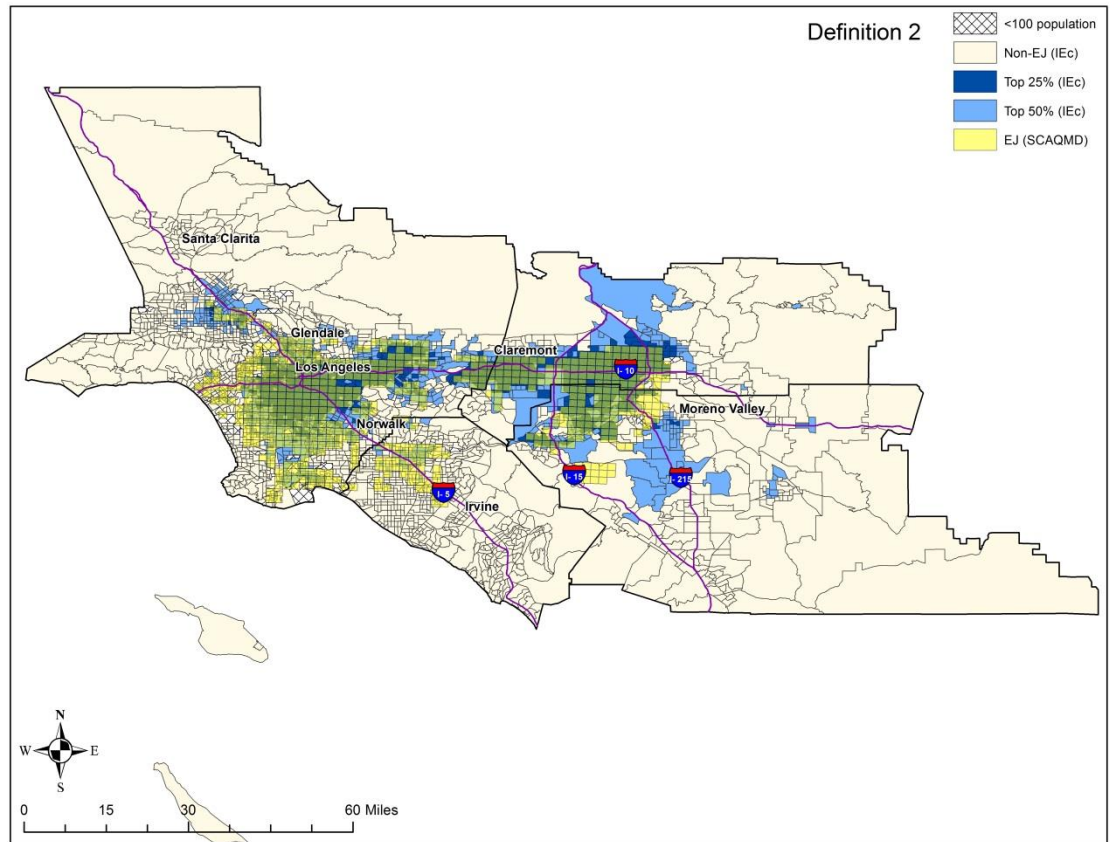 Definition 2
<100 population
Non-EJ (IEc)
Top 25% (IEc)
Top 50% (IEc)
EJ (SCAQMD)
Santa Clarita
Glendale
Los Angeles
Claremont
I- 10
Norwalk
Moreno Valley
I- 15
I- 215
I- 5
Irvine
N
W E
S
0 15 30 60 Miles